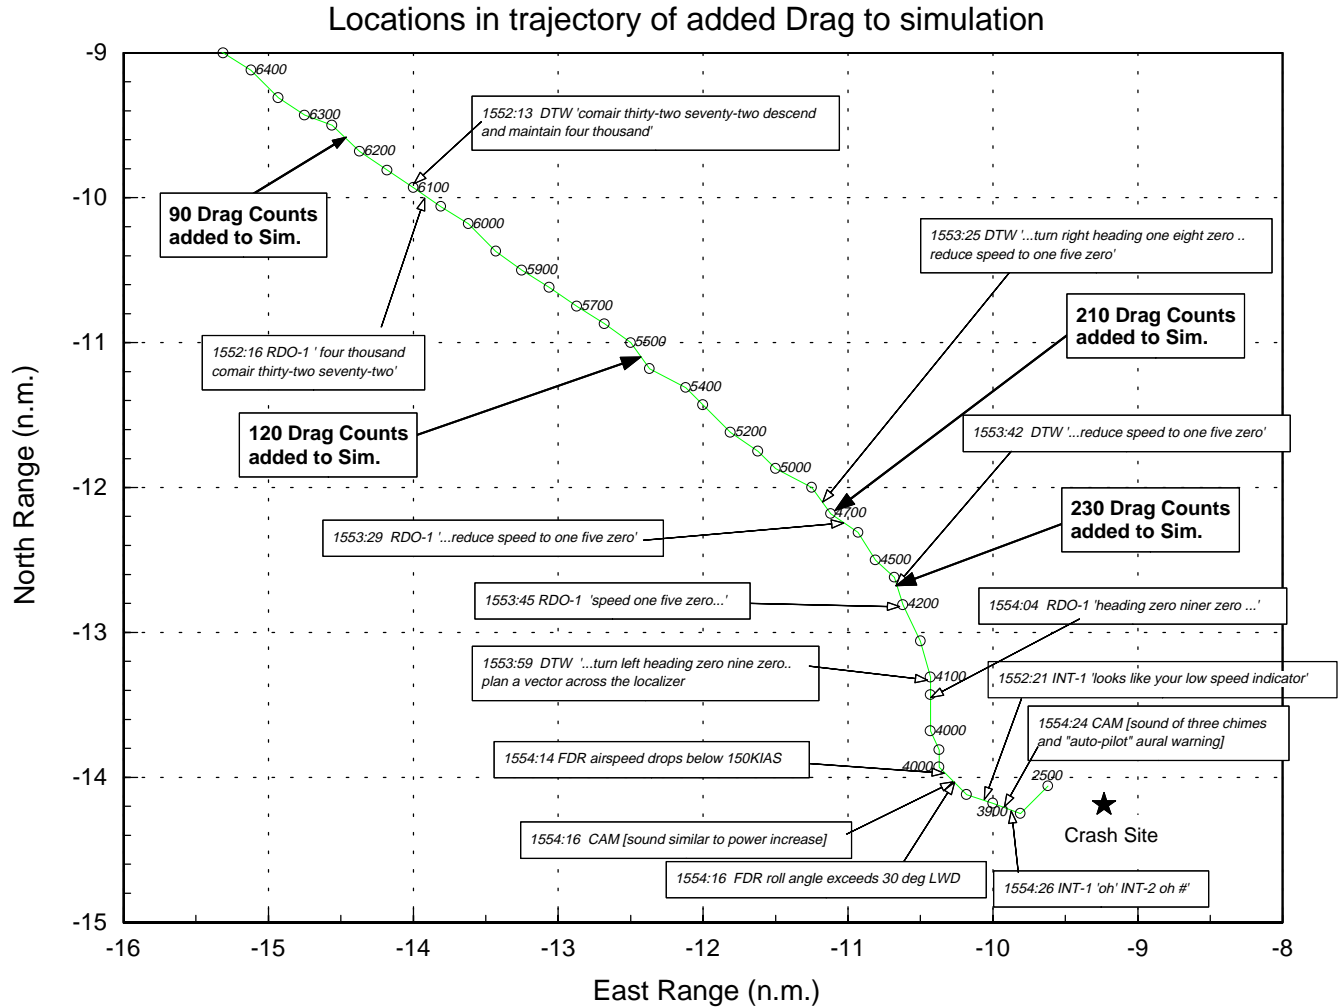 Locations in trajectory of added Drag to simulation
-9
6400
6300
1552:13 DTW 'comair thirty-two seventy-two descend
and maintain four thousand'
6200
6100
-10
90 Drag Counts
added to Sim.
6000
1553:25 DTW '...turn right heading one eight zero ..
reduce speed to one five zero'
5900
5700
210 Drag Counts
added to Sim.
-11
5500
1552:16 RDO-1 ' four thousand
comair thirty-two seventy-two'
5400
120 Drag Counts
added to Sim.
5200
1553:42 DTW '...reduce speed to one five zero'
5000
-12
4700
230 Drag Counts
added to Sim.
1553:29 RDO-1 '...reduce speed to one five zero'
4500
1553:45 RDO-1 'speed one five zero...'
4200
1554:04 RDO-1 'heading zero niner zero ...'
-13
1553:59 DTW '...turn left heading zero nine zero..
plan a vector across the localizer
4100
1552:21 INT-1 'looks like your low speed indicator'
4000
1554:24 CAM [sound of three chimes
and "auto-pilot" aural warning]
1554:14 FDR airspeed drops below 150KIAS
4000
2500
-14
3900
Crash Site
1554:16 CAM [sound similar to power increase]
1554:16 FDR roll angle exceeds 30 deg LWD
1554:26 INT-1 'oh' INT-2 oh #'
-15
North Range (n.m.)
-16
-15
-14
-13
-12
-11
-10
-9
-8
East Range (n.m.)